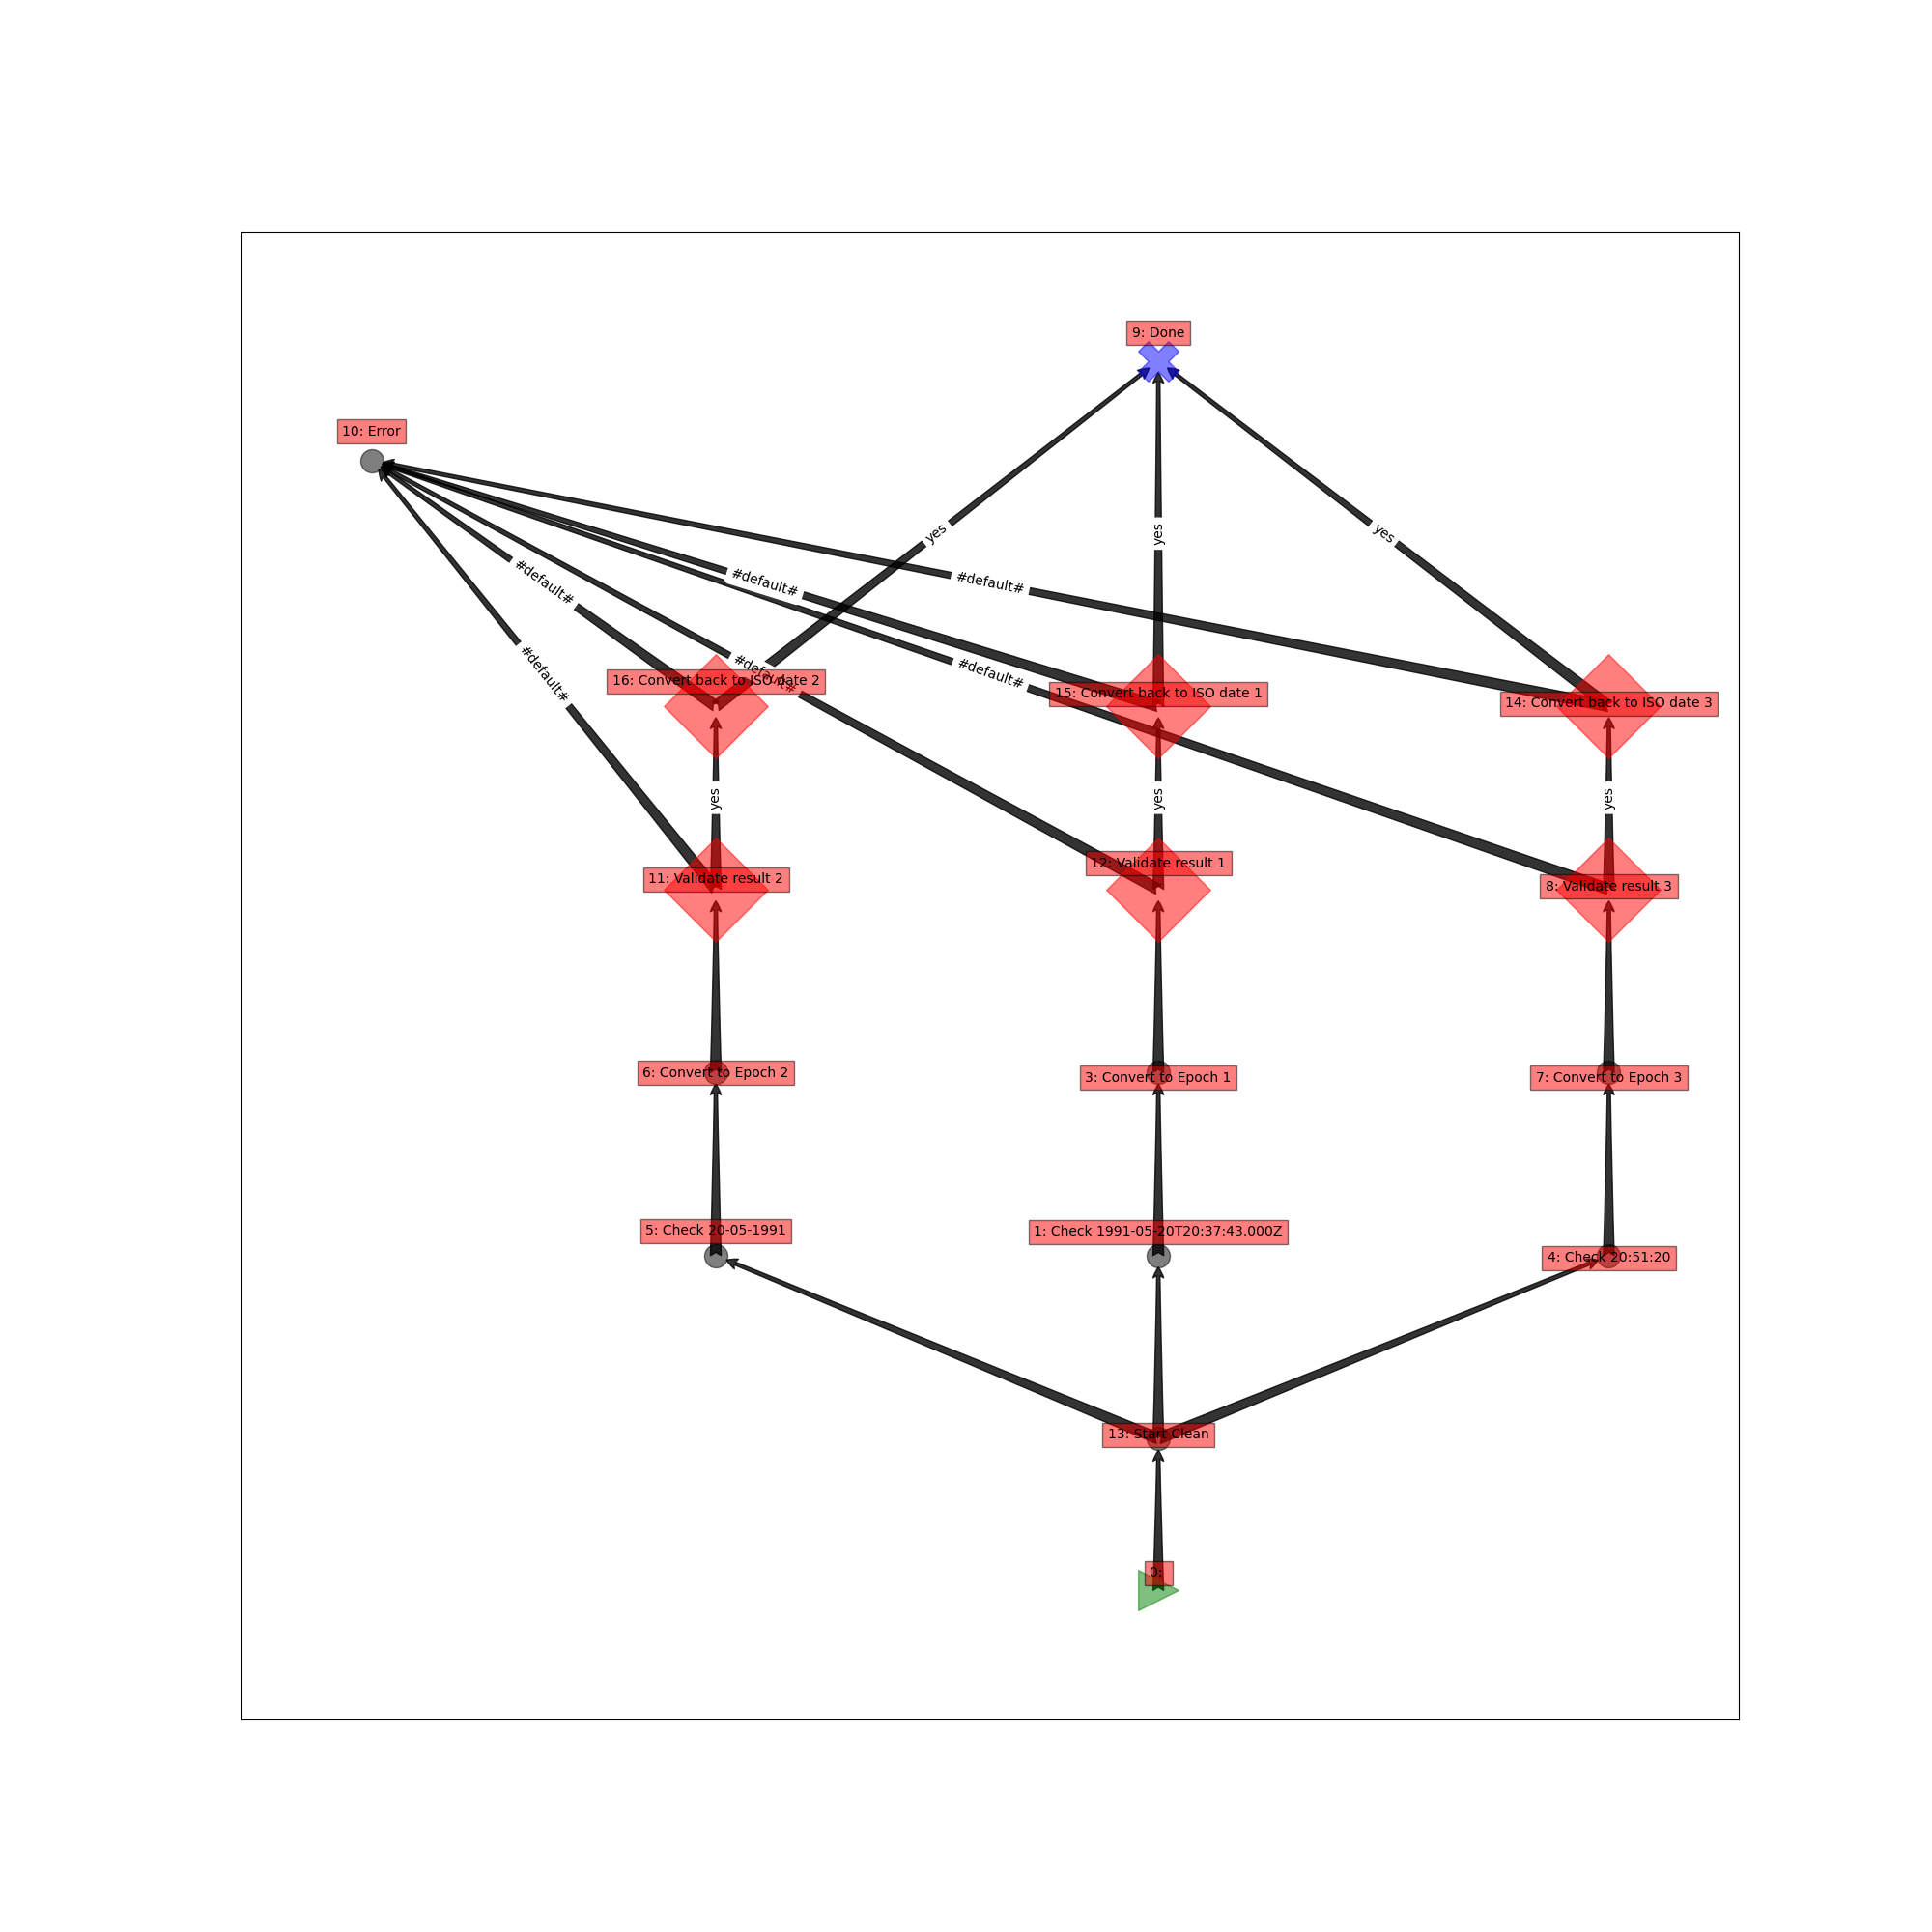 9: Done
10: Error
yes
yes
yes
#default#
#default#
#default#
#default#
#default#
#default#
16: Convert back to ISO date 2
15: Convert back to ISO date 1
14: Convert back to ISO date 3
yes
yes
yes
11: Validate result 2
12: Validate result 1
8: Validate result 3
6: Convert to Epoch 2
3: Convert to Epoch 1
7: Convert to Epoch 3
5: Check 20-05-1991
1: Check 1991-05-20T20:37:43.000Z
4: Check 20:51:20
13: Start Clean
0: